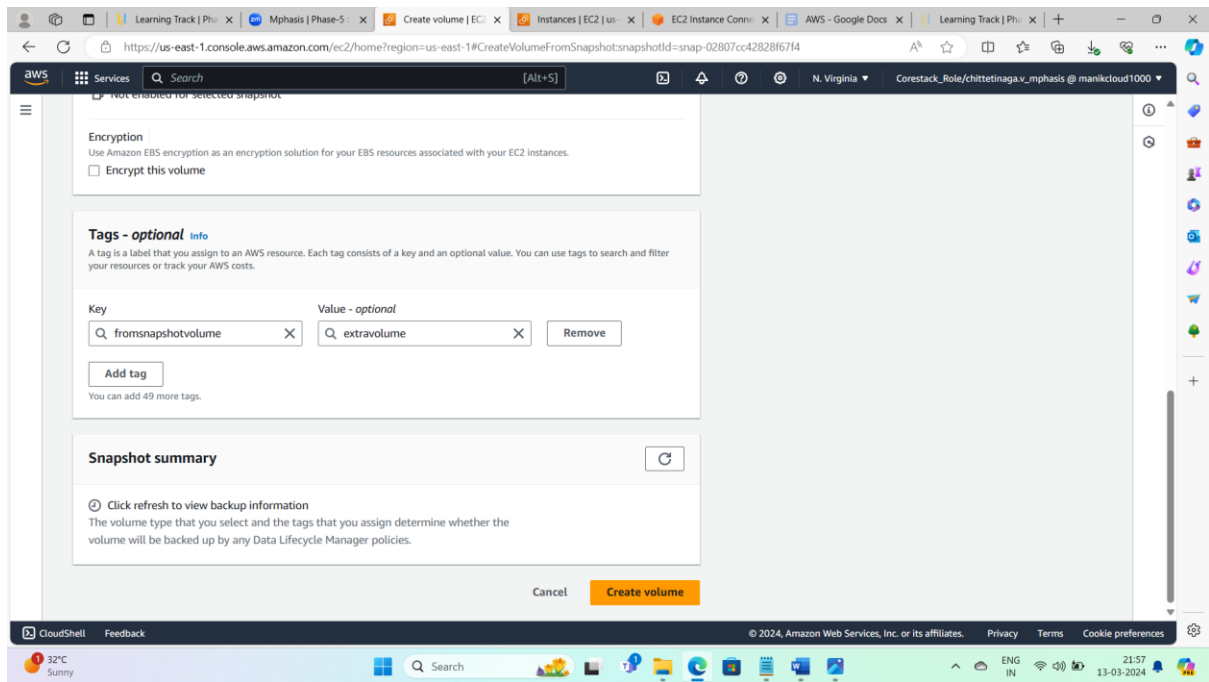 Learning Track | Pha
Mphasis | Phase-5 :
Create volume | EC2
Instances | EC2 | us-
EC2 Instance Conne
AWS - Google Docs
Learning Track | Pha
https://us-east-1.console.aws.amazon.com/ec2/home?region=us-east-1#CreateVolumeFromSnapshot:snapshotId=snap-02807cc42828f67f4
aws
Services
Search
[Alt+S]
N. Virginia
Corestack_Role/chittetinaga.v_mphasis @ manikcloud1000
Not enabled for selected snapshot
Encryption
Use Amazon EBS encryption as an encryption solution for your EBS resources associated with your EC2 instances.
Encrypt this volume
Tags - optional Info
A tag is a label that you assign to an AWS resource. Each tag consists of a key and an optional value. You can use tags to search and filter
your resources or track your AWS costs.
Key Value - optional
fromsnapshotvolume extravolume Remove
Add tag
You can add 49 more tags.
Snapshot summary
Click refresh to view backup information
The volume type that you select and the tags that you assign determine whether the
volume will be backed up by any Data Lifecycle Manager policies.
Cancel Create volume
CloudShell Feedback © 2024, Amazon Web Services, Inc. or its affiliates. Privacy Terms Cookie preferences
1 32°C
Sunny
Search
1
ENG
IN
21:57
13-03-2024